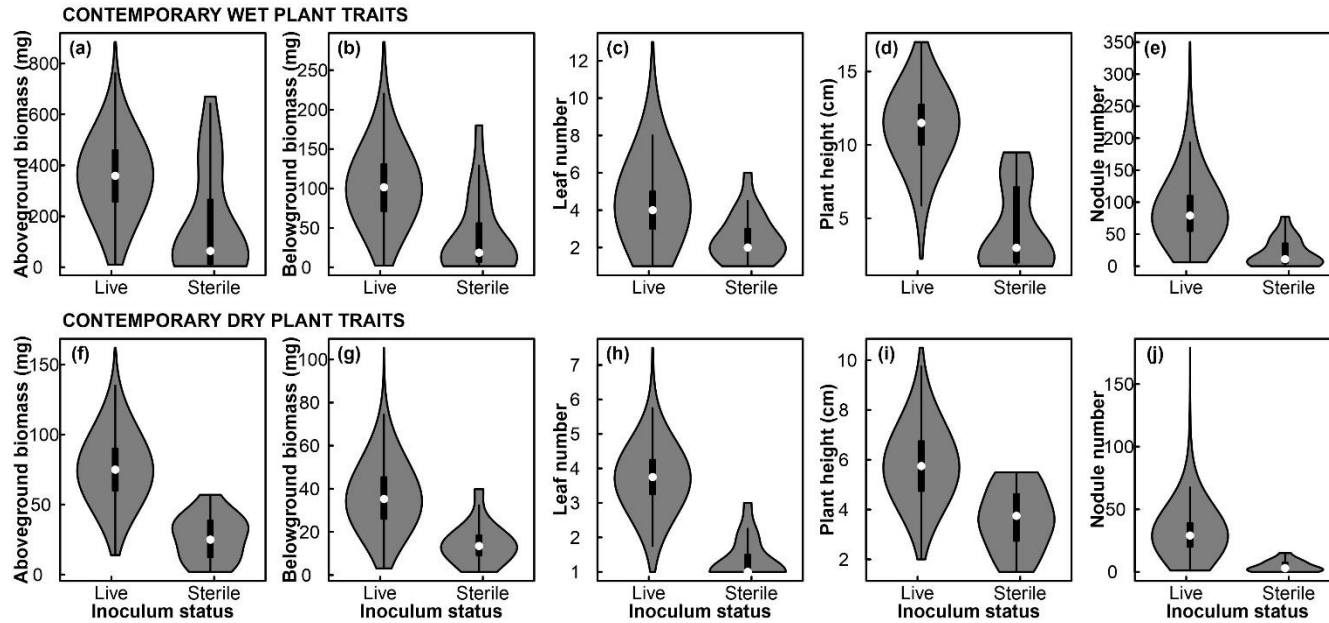 CONTEMPORARY WET PLANT TRAITS
(a)
Aboveground biomass (mg)
800
600
400
200
0
Live
Sterile
(b)
Belowground biomass (mg)
250
200
150
100
50
0
Live
Sterile
(c)
Leaf number
12
10
8
6
4
2
Live
Sterile
(d)
Plant height (cm)
15
10
5
Live
Sterile
(e)
Nodule number
350
300
250
200
150
100
50
0
Live
Sterile
CONTEMPORARY DRY PLANT TRAITS
(f)
Aboveground biomass (mg)
150
100
50
0
Live
Sterile
Inoculum status
(g)
Belowground biomass (mg)
100
80
60
40
20
0
Live
Sterile
Inoculum status
(h)
Leaf number
7
6
5
4
3
2
1
Live
Sterile
Inoculum status
(i)
Plant height (cm)
10
8
6
4
2
Live
Sterile
Inoculum status
(j)
Nodule number
150
100
50
0
Live
Sterile
Inoculum status